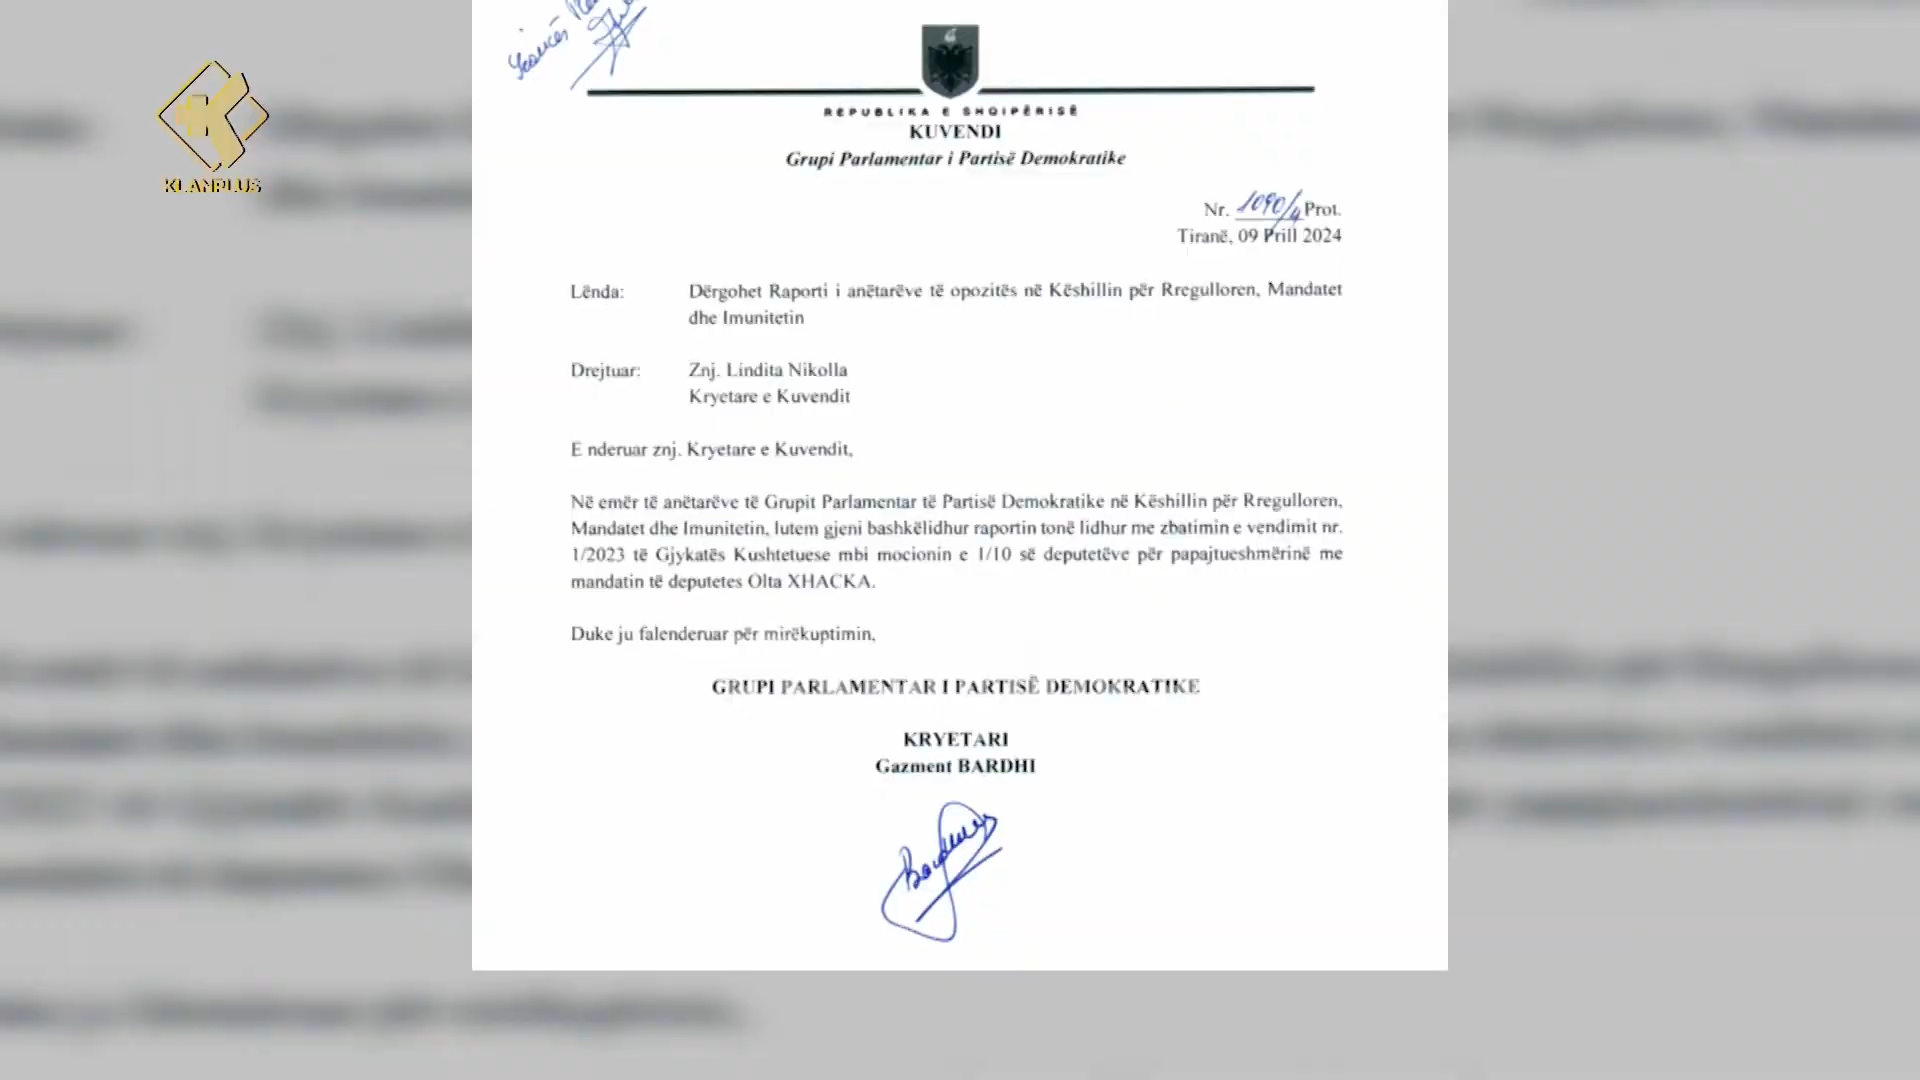 KLANPLUS
REPUBLIKA E SHQIPËRISË
KUVENDI
Grupi Parlamentar i Partisë Demokratike
Nr. 1090/4 Prot.
Tiranë, 09 Prill 2024
Lënda: Dërgohet Raporti i anëtarëve të opozitës në Këshillin për Rregulloren, Mandatet
dhe Imunitetin
Drejtuar: Znj. Lindita Nikolla
Kryetare e Kuvendit
E nderuar znj. Kryetare e Kuvendit,
Në emër të anëtarëve të Grupit Parlamentar të Partisë Demokratike në Këshillin për Rregulloren,
Mandatet dhe Imunitetin, lutem gjeni bashkëlidhur raportin tonë lidhur me zbatimin e vendimit nr.
1/2023 të Gjykatës Kushtetuese mbi mocionin e 1/10 së deputetëve për papajtueshmërinë me
mandatin të deputetes Olta XHAÇKA.
Duke ju falenderuar për mirëkuptimin,
GRUPI PARLAMENTAR I PARTISË DEMOKRATIKE
KRYETARI
Gazment BARDHI